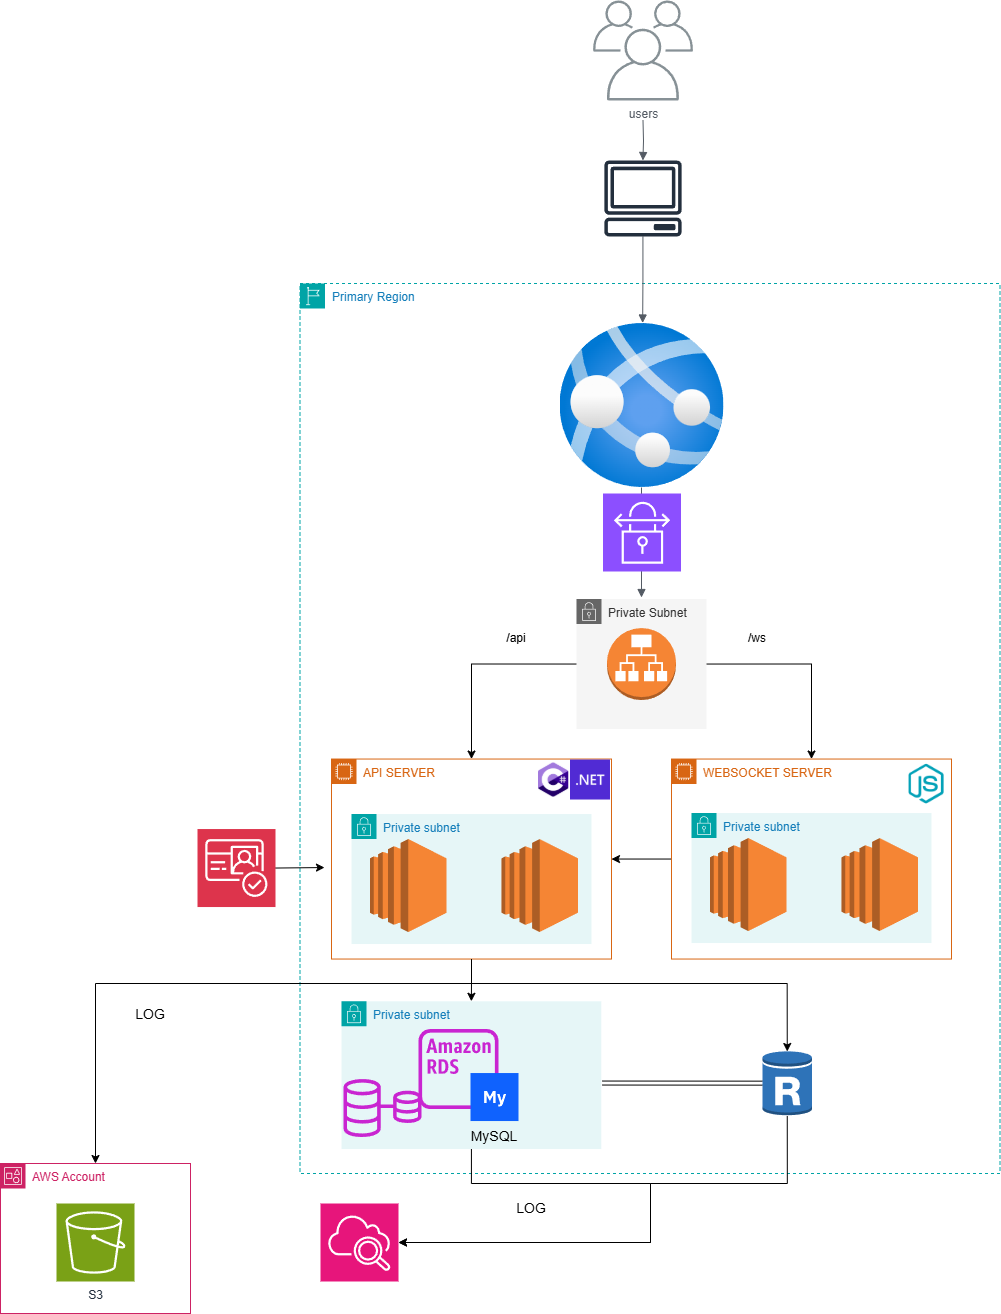 users
Primary Region
Private Subnet
/api
/ws
API SERVER
C#
.NET
WEBSOCKET SERVER
JS
Private subnet
Private subnet
LOG
Private subnet
Amazon
RDS
My
MySQL
R
AWS Account
S3
LOG